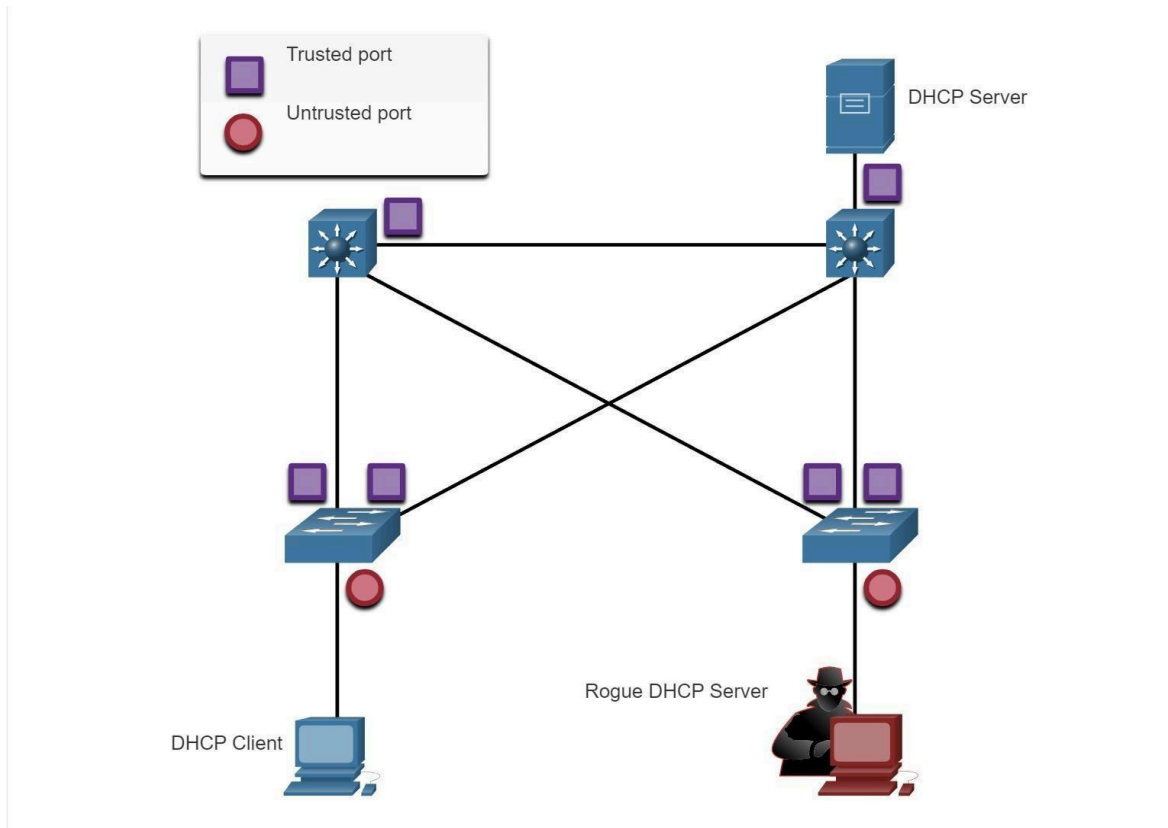 Trusted port
Untrusted port
DHCP Server
Rogue DHCP Server
DHCP Client